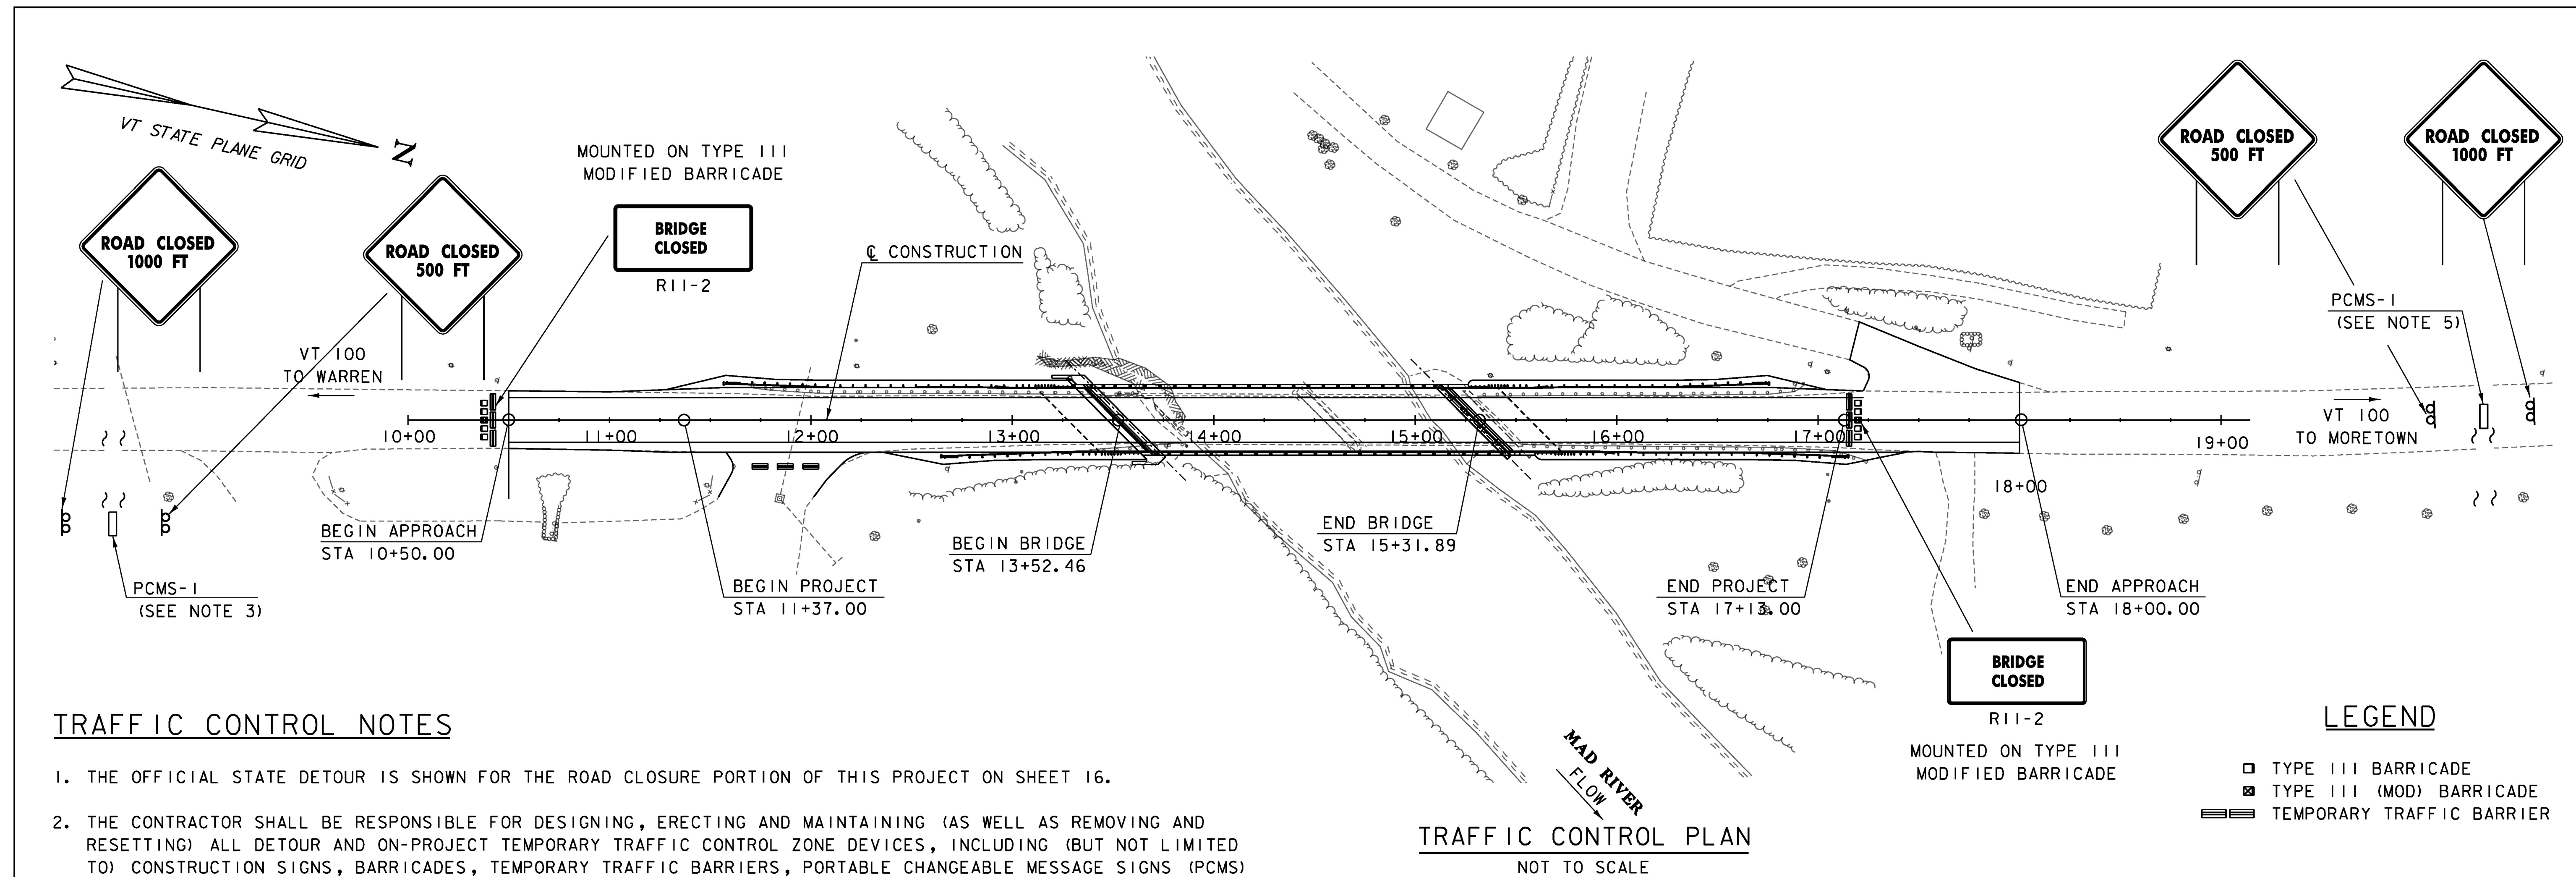 VT STATE PLANE GRID
N
ROAD CLOSED
1000 FT
ROAD CLOSED
500 FT
MOUNTED ON TYPE III
MODIFIED BARRICADE
BRIDGE
CLOSED
R11-2
℄ CONSTRUCTION
ROAD CLOSED
500 FT
ROAD CLOSED
1000 FT
PCMS-1
(SEE NOTE 5)
VT 100
TO WARREN
VT 100
TO MORETOWN
10+00
11+00
12+00
13+00
14+00
15+00
16+00
17+00
18+00
19+00
BEGIN APPROACH
STA 10+50.00
PCMS-1
(SEE NOTE 3)
BEGIN PROJECT
STA 11+37.00
BEGIN BRIDGE
STA 13+52.46
END BRIDGE
STA 15+31.89
END PROJECT
STA 17+13.00
END APPROACH
STA 18+00.00
BRIDGE
CLOSED
R11-2
MOUNTED ON TYPE III
MODIFIED BARRICADE
MAD RIVER
FLOW
TRAFFIC CONTROL PLAN
NOT TO SCALE
LEGEND
TYPE III BARRICADE
TYPE III (MOD) BARRICADE
TEMPORARY TRAFFIC BARRIER
TRAFFIC CONTROL NOTES
1. THE OFFICIAL STATE DETOUR IS SHOWN FOR THE ROAD CLOSURE PORTION OF THIS PROJECT ON SHEET 16.
2. THE CONTRACTOR SHALL BE RESPONSIBLE FOR DESIGNING, ERECTING AND MAINTAINING (AS WELL AS REMOVING AND
RESETTING) ALL DETOUR AND ON-PROJECT TEMPORARY TRAFFIC CONTROL ZONE DEVICES, INCLUDING (BUT NOT LIMITED
TO) CONSTRUCTION SIGNS, BARRICADES, TEMPORARY TRAFFIC BARRIERS, PORTABLE CHANGEABLE MESSAGE SIGNS (PCMS)